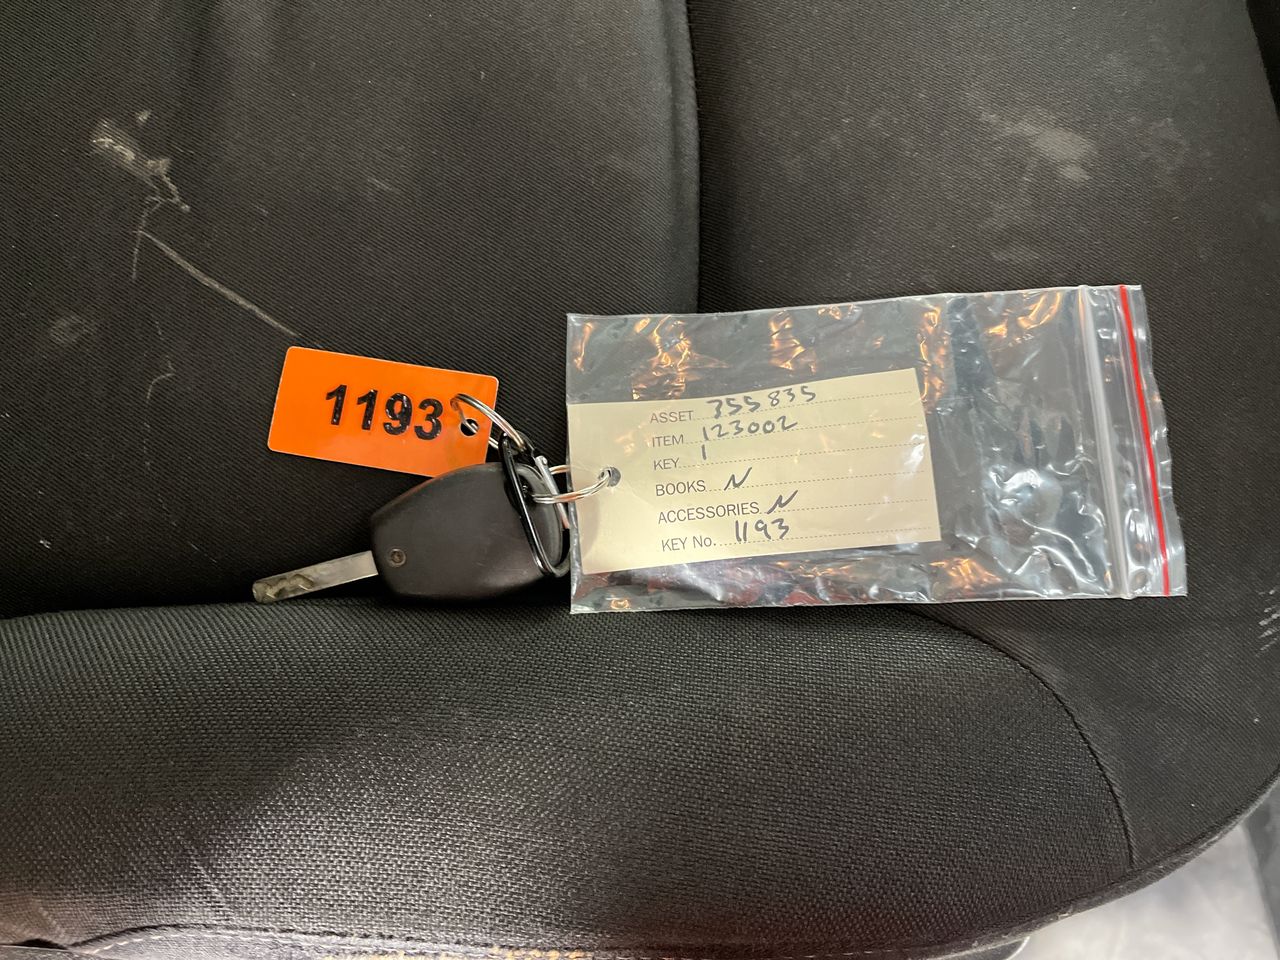 1193
ASSET 355835
ITEM 123002
KEY 1
BOOKS N
ACCESSORIES N
KEY No. 1193